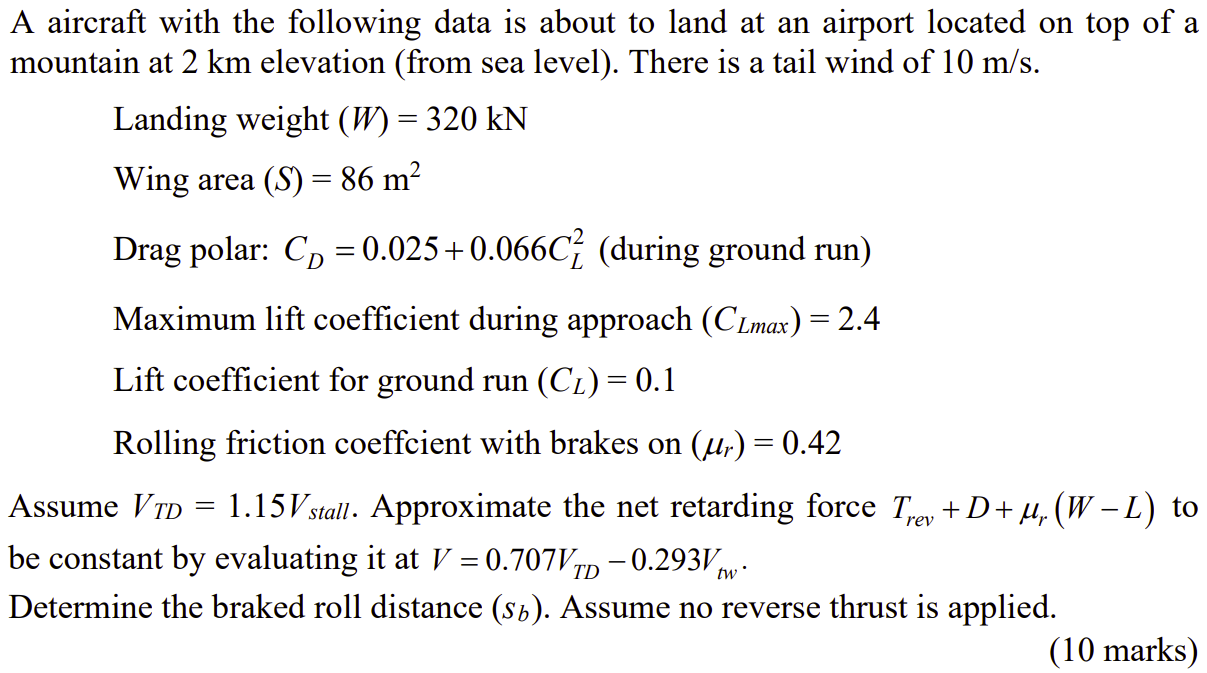 A aircraft with the following data is about to land at an airport located on top of a
mountain at 2 km elevation (from sea level). There is a tail wind of 10 m/s.
Landing weight (W) = 320 kN
Wing area (S) = 86 m²
Drag polar: C_D = 0.025 + 0.066C_L² (during ground run)
Maximum lift coefficient during approach (C_Lmax) = 2.4
Lift coefficient for ground run (C_L) = 0.1
Rolling friction coeffcient with brakes on (μ_r) = 0.42
Assume V_TD = 1.15V_stall. Approximate the net retarding force T_rev + D + μ_r (W − L) to
be constant by evaluating it at V = 0.707V_TD − 0.293V_tw.
Determine the braked roll distance (s_b). Assume no reverse thrust is applied.
(10 marks)